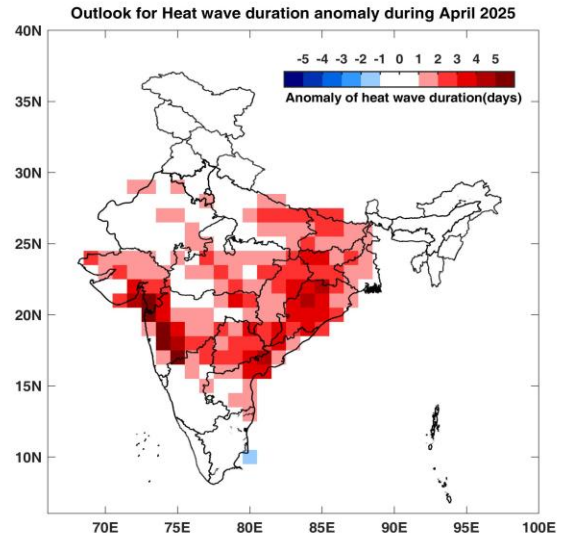 Outlook for Heat wave duration anomaly during April 2025
40N
-5 -4 -3 -2 -1 0 1 2 3 4 5
Anomaly of heat wave duration(days)
35N
30N
25N
20N
15N
10N
70E 75E 80E 85E 90E 95E 100E